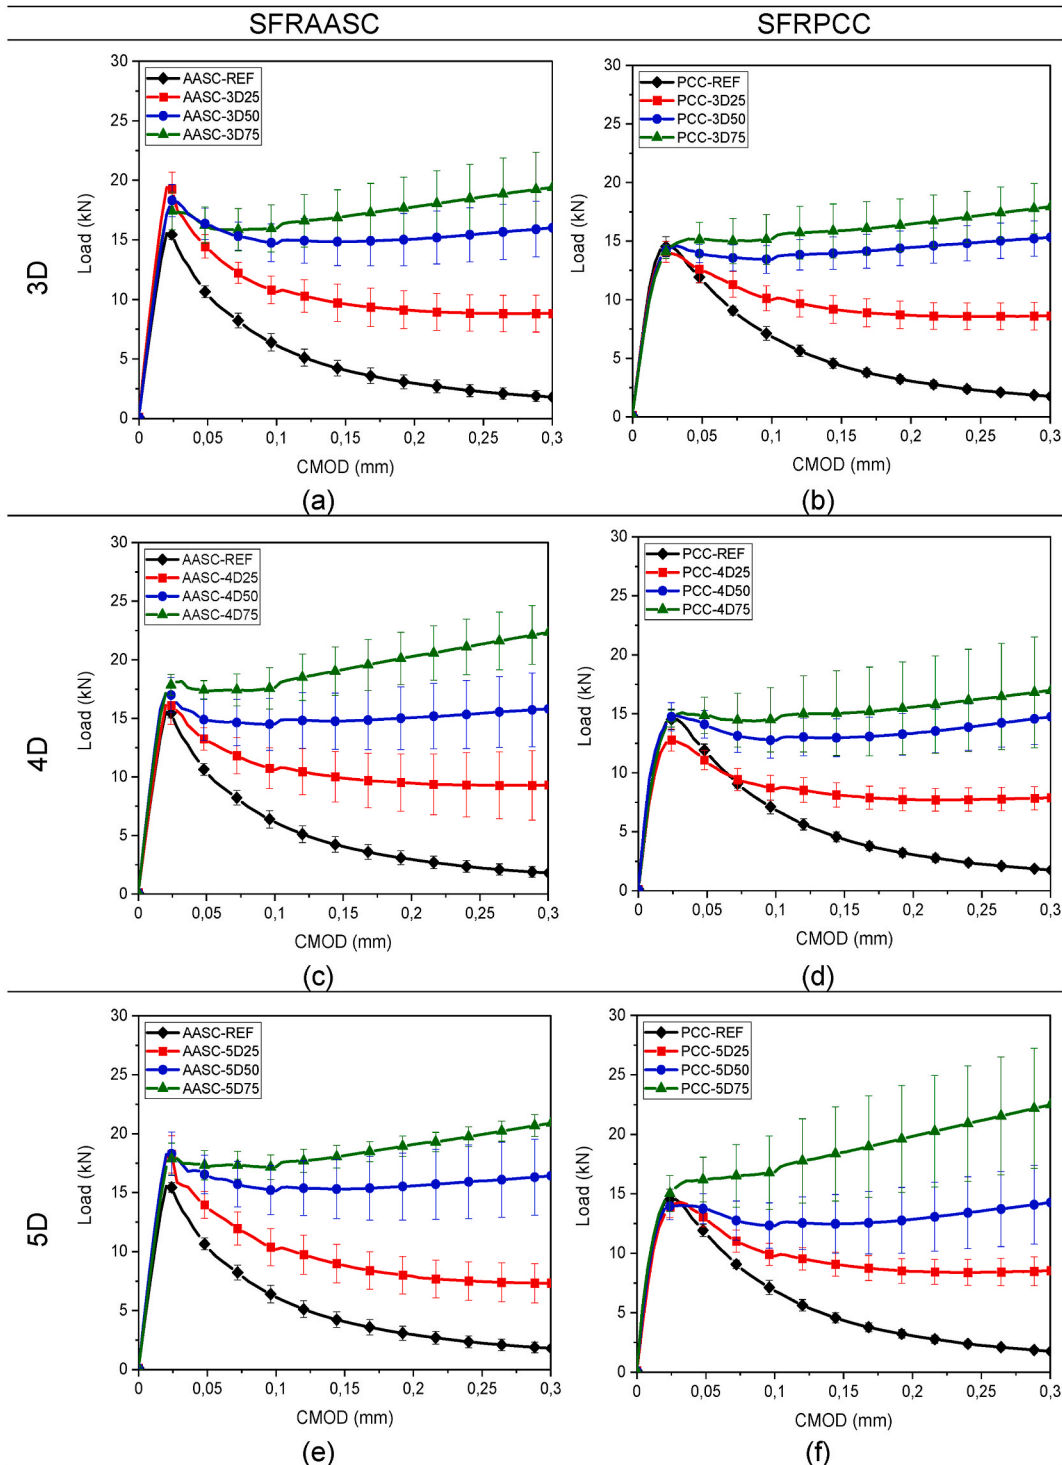 SFRAASC SFRPCC
3D
30
25
20
15
10
5
0
Load (kN)
AASC-REF
AASC-3D25
AASC-3D50
AASC-3D75
0 0,05 0,1 0,15 0,2 0,25 0,3
CMOD (mm)
(a)
30
25
20
15
10
5
0
Load (kN)
PCC-REF
PCC-3D25
PCC-3D50
PCC-3D75
0 0,05 0,1 0,15 0,2 0,25 0,3
CMOD (mm)
(b)
4D
30
25
20
15
10
5
0
Load (kN)
AASC-REF
AASC-4D25
AASC-4D50
AASC-4D75
0 0,05 0,1 0,15 0,2 0,25 0,3
CMOD (mm)
(c)
30
25
20
15
10
5
0
Load (kN)
PCC-REF
PCC-4D25
PCC-4D50
PCC-4D75
0 0,05 0,1 0,15 0,2 0,25 0,3
CMOD (mm)
(d)
5D
30
25
20
15
10
5
0
Load (kN)
AASC-REF
AASC-5D25
AASC-5D50
AASC-5D75
0 0,05 0,1 0,15 0,2 0,25 0,3
CMOD (mm)
(e)
30
25
20
15
10
5
0
Load (kN)
PCC-REF
PCC-5D25
PCC-5D50
PCC-5D75
0 0,05 0,1 0,15 0,2 0,25 0,3
CMOD (mm)
(f)